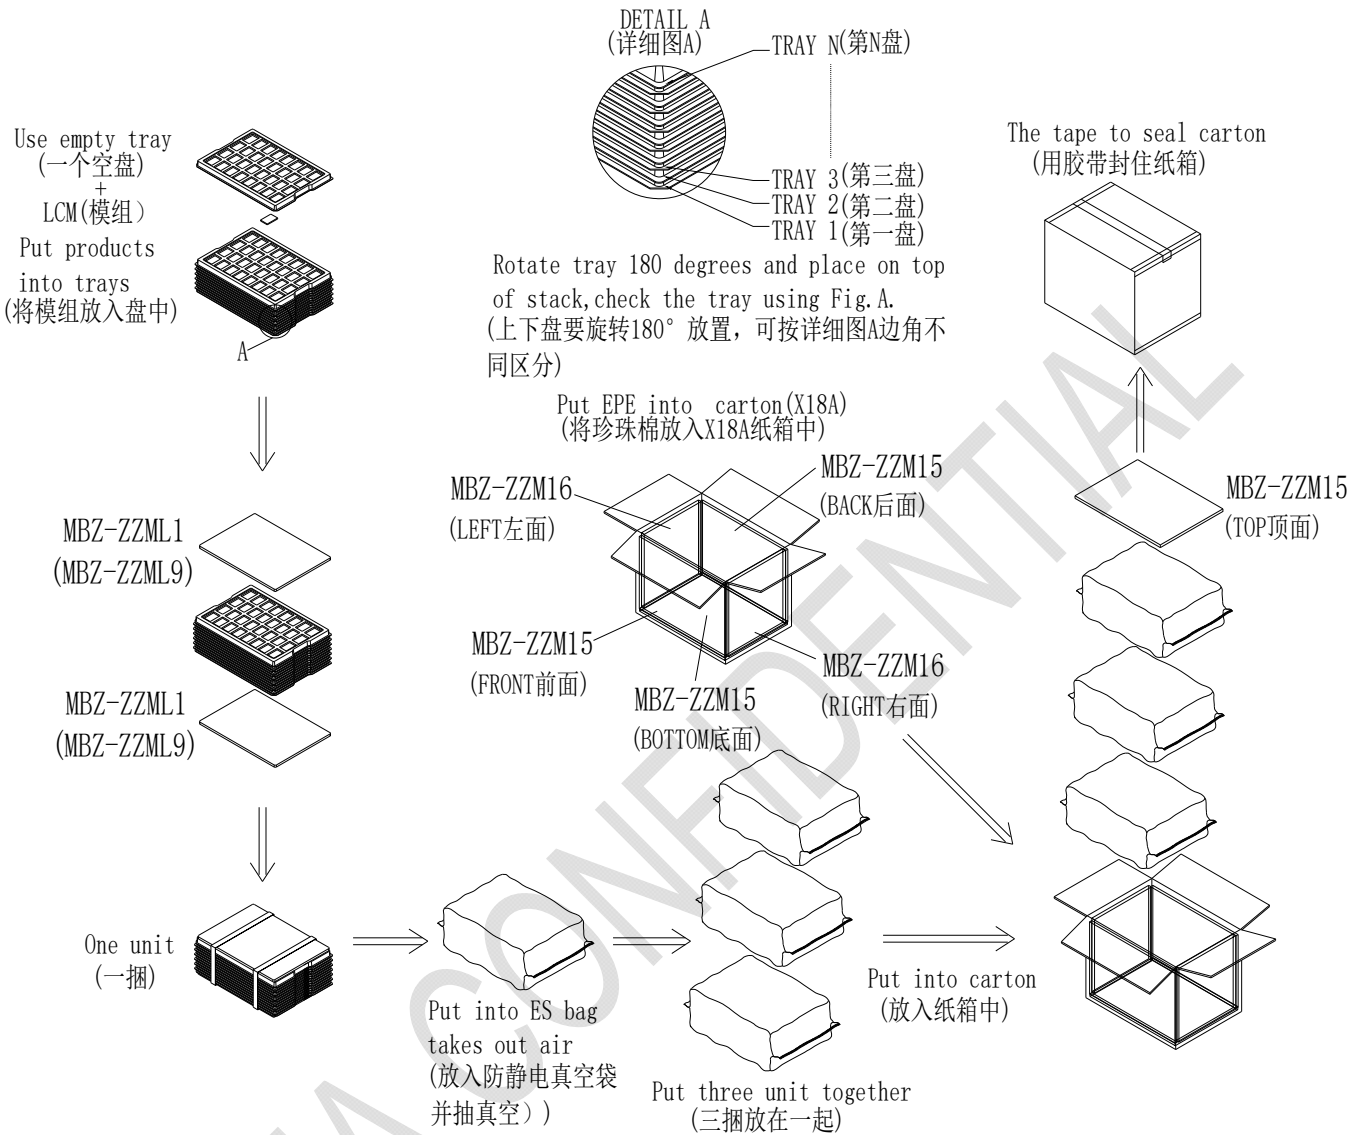 DETAIL A
(详细图A)
TRAY N(第N盘)
TRAY 3(第三盘)
TRAY 2(第二盘)
TRAY 1(第一盘)
Rotate tray 180 degrees and place on top
of stack,check the tray using Fig.A.
(上下盘要旋转180° 放置，可按详细图A边角不
同区分)
Use empty tray
(一个空盘)
+
LCM(模组）
Put products
into trays
(将模组放入盘中)
A
The tape to seal carton
(用胶带封住纸箱)
Put EPE into carton(X18A)
(将珍珠棉放入X18A纸箱中)
MBZ-ZZM16
(LEFT左面)
MBZ-ZZM15
(BACK后面)
MBZ-ZZM15
(FRONT前面)
MBZ-ZZM15
(BOTTOM底面)
MBZ-ZZM16
(RIGHT右面)
MBZ-ZZM15
(TOP顶面)
MBZ-ZZML1
(MBZ-ZZML9)
MBZ-ZZML1
(MBZ-ZZML9)
One unit
(一捆)
Put into ES bag
takes out air
(放入防静电真空袋
并抽真空）)
Put three unit together
(三捆放在一起)
Put into carton
(放入纸箱中)
A CONFIDENTIAL